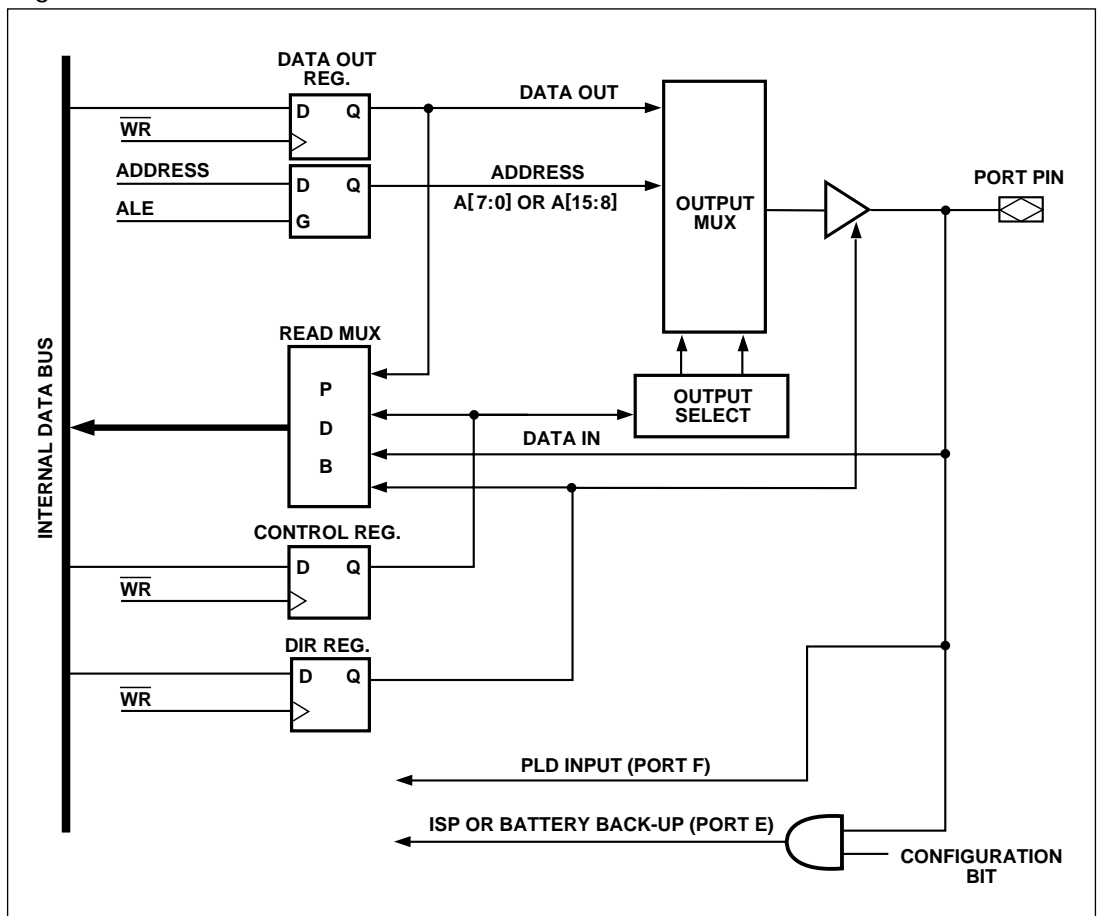 DATA OUT
REG.
D Q
WR
DATA OUT
ADDRESS
D Q
ALE
G
ADDRESS
A[7:0] OR A[15:8]
OUTPUT
MUX
PORT PIN
READ MUX
P
D
B
OUTPUT
SELECT
DATA IN
INTERNAL DATA BUS
CONTROL REG.
D Q
WR
DIR REG.
D Q
WR
PLD INPUT (PORT F)
ISP OR BATTERY BACK-UP (PORT E)
CONFIGURATION
BIT